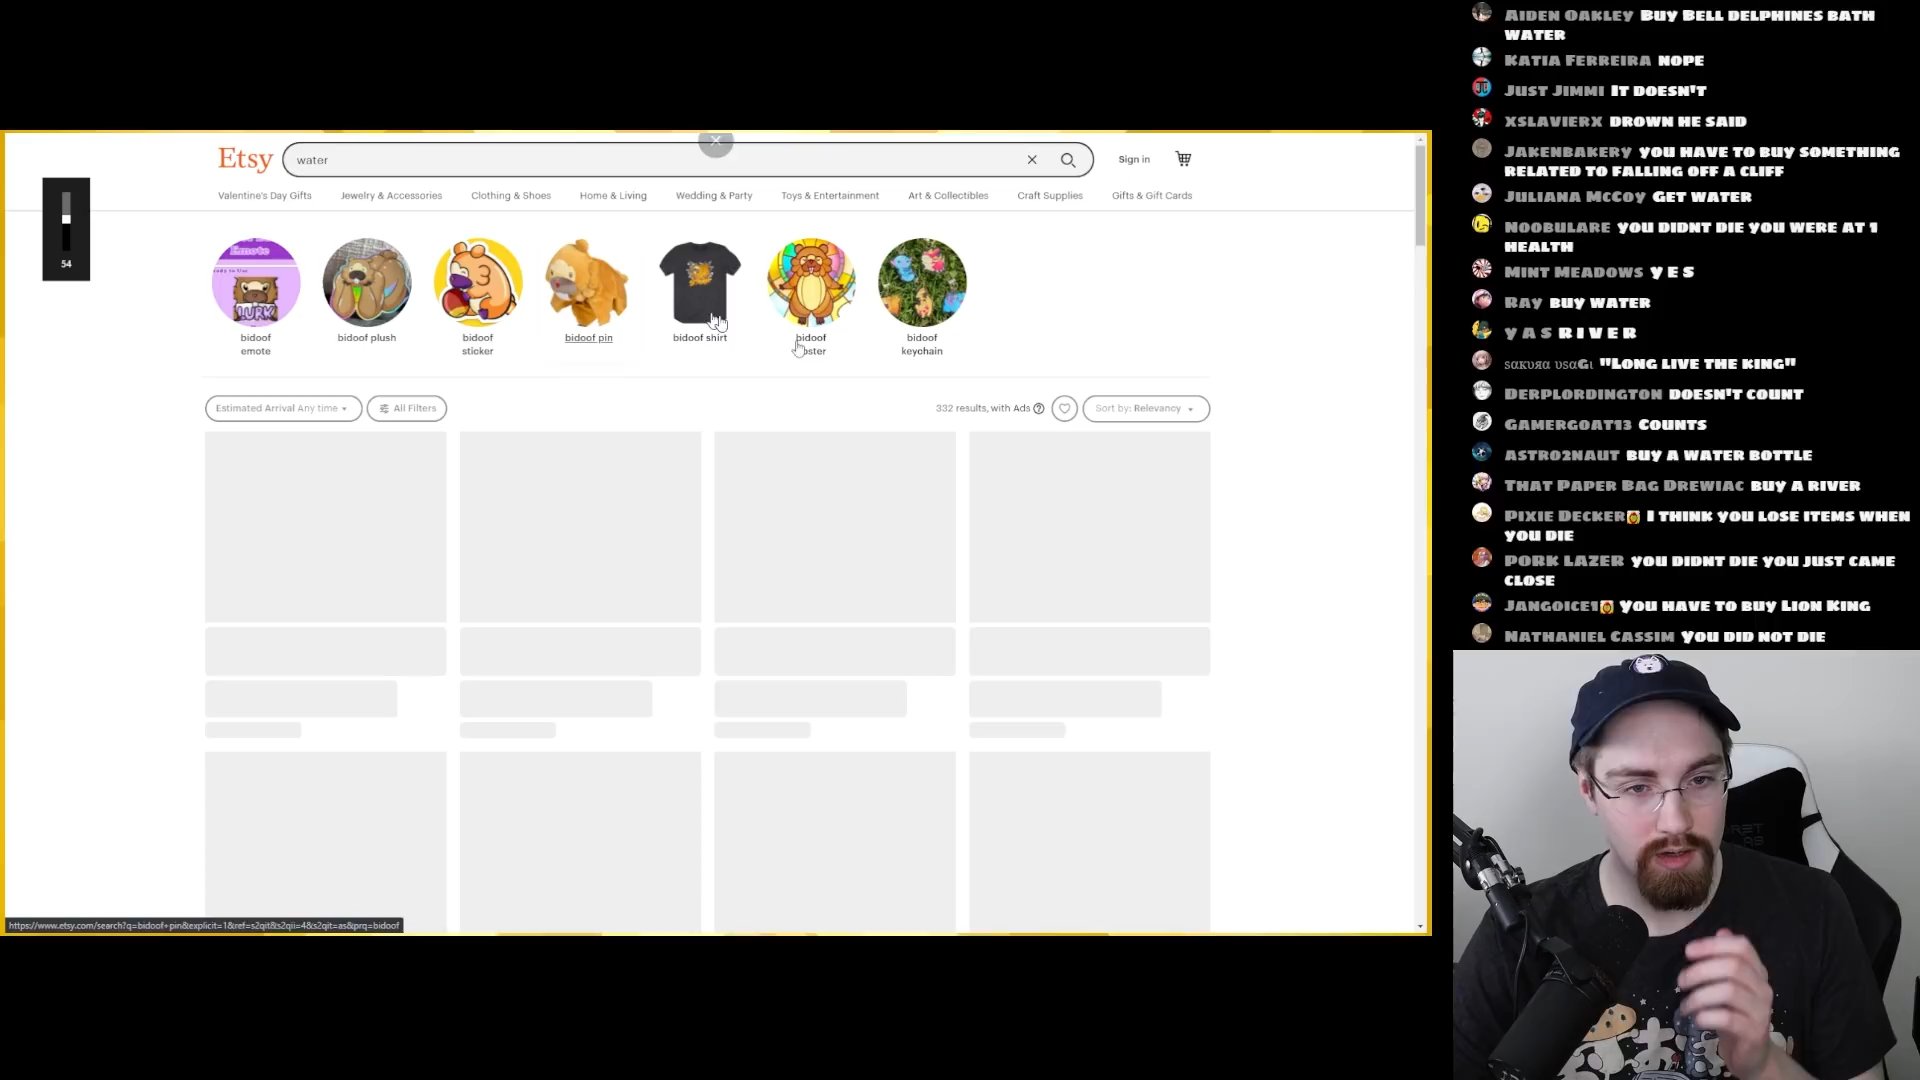 Etsy
water
Sign in
Valentine's Day Gifts
Jewelry & Accessories
Clothing & Shoes
Home & Living
Wedding & Party
Toys & Entertainment
Art & Collectibles
Craft Supplies
Gifts & Gift Cards
54
Emote
LURK
bidoof
emote
bidoof plush
bidoof
sticker
bidoof pin
bidoof shirt
bidoof
bidoof
keychain
Estimated Arrival Any time
All Filters
332 results, with Ads
Sort by: Relevancy
https://www.etsy.com/search?q=bidoof+pin&explicit=1&ref=s2qit&s2qii=4&s2qit=as&prq=bidoof
Aiden Oakley Buy Bell delphines bath
water
Katia Ferreira nope
Just Jimmi It doesn't
xSLAVIERx drown he said
JakenBakery you have to buy something
related to falling off a cliff
Juliana McCoy Get water
Noobulare you didnt die you were at 1
health
Mint Meadows Y E S
Ray buy water
y A S R I V E R
ѕαкυяα υѕαGι "Long live the king"
Derplordington Doesn't count
Gamergoat13 Counts
astro2naut buy a water bottle
That Paper Bag Drewiac buy a river
Pixie Decker I think you lose items when
you die
PORK LAZER you didnt die you just came
close
Jangoice1 You have to buy Lion King
Nathaniel Cassim You did not die